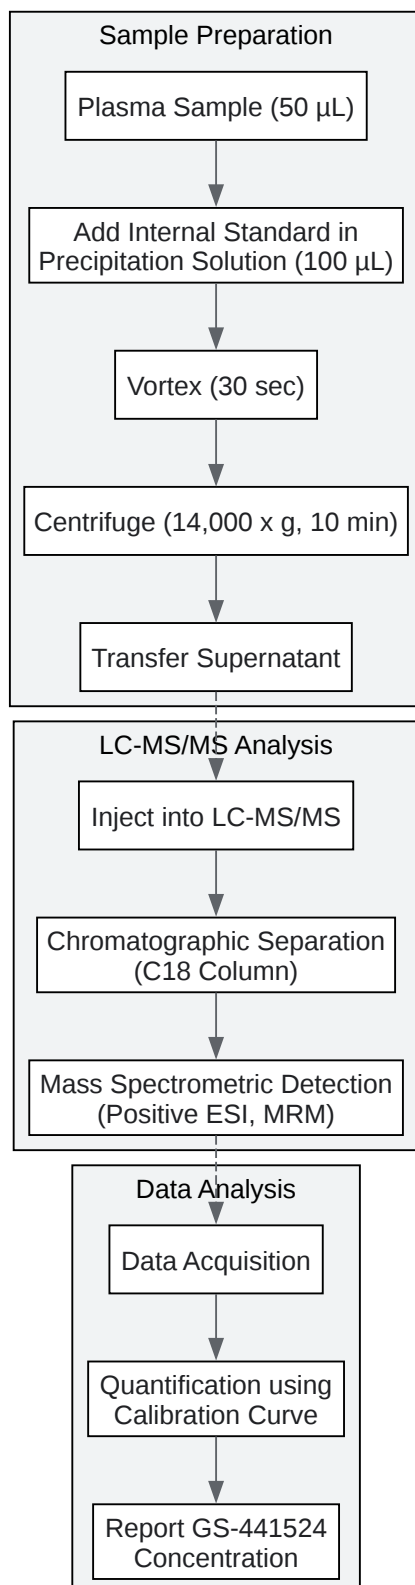 Sample Preparation
Plasma Sample (50 µL)
Add Internal Standard in
Precipitation Solution (100 µL)
Vortex (30 sec)
Centrifuge (14,000 x g, 10 min)
Transfer Supernatant
LC-MS/MS Analysis
Inject into LC-MS/MS
Chromatographic Separation
(C18 Column)
Mass Spectrometric Detection
(Positive ESI, MRM)
Data Analysis
Data Acquisition
Quantification using
Calibration Curve
Report GS-441524
Concentration